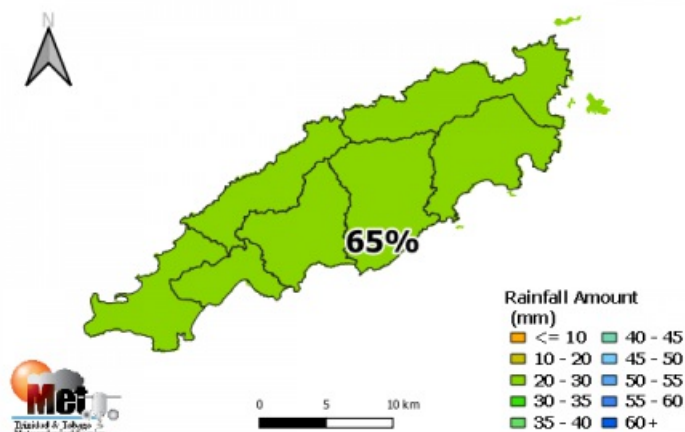 N
65%
Rainfall Amount
(mm)
<= 10
40 - 45
10 - 20
45 - 50
20 - 30
50 - 55
30 - 35
55 - 60
35 - 40
60+
0 5 10 km
Met
Trinidad & Tobago